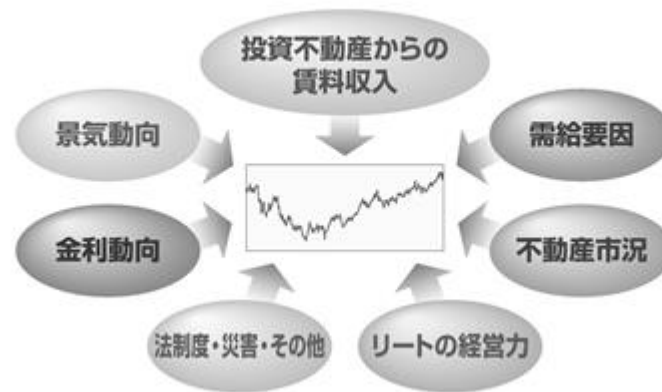 投資不動産からの
賃料収入
景気動向
需給要因
金利動向
不動産市況
法制度・災害・その他
リートの経営力